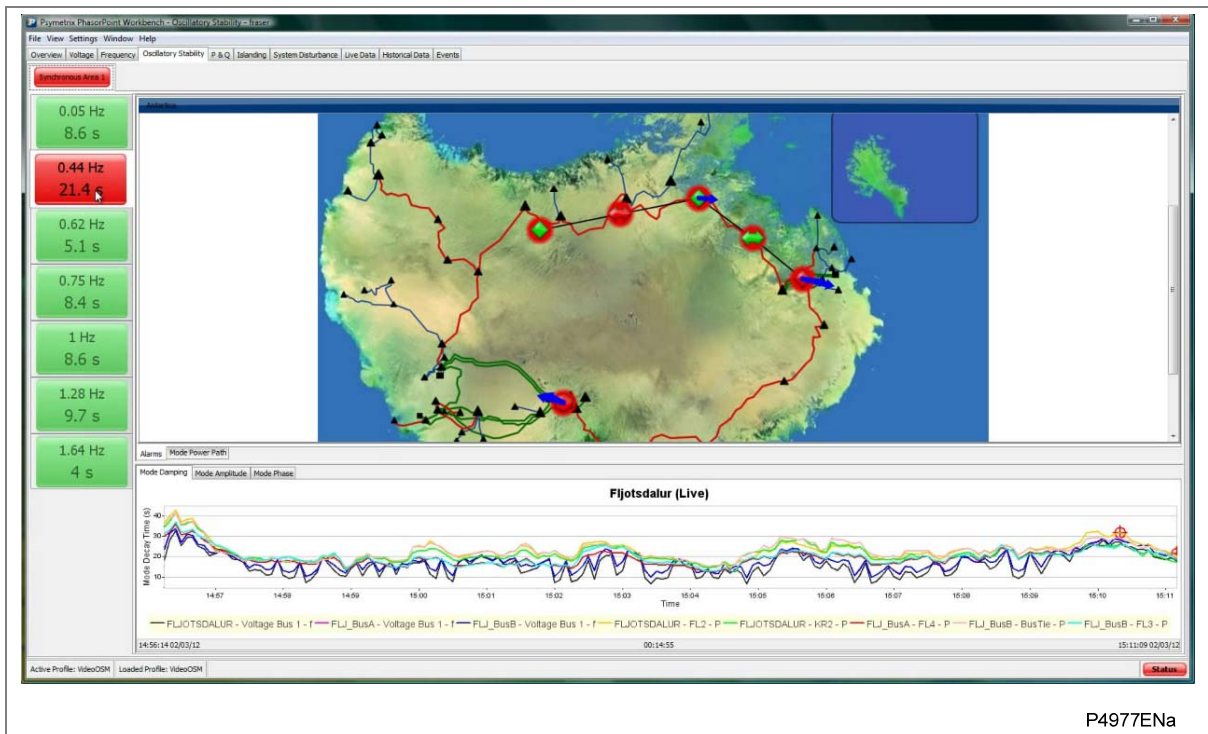 Psymetrix PhasorPoint Workbench - Oscillatory Stability - fraser
File View Settings Window Help
Overview Voltage Frequency Oscillatory Stability P & Q Islanding System Disturbance Live Data Historical Data Events
Synchronous Area 1
0.05 Hz
8.6 s
0.44 Hz
21.4 s
0.62 Hz
5.1 s
0.75 Hz
8.4 s
1 Hz
8.6 s
1.28 Hz
9.7 s
1.64 Hz
4 s
Alarms Mode Power Path
Mode Damping Mode Amplitude Mode Phase
Fljotsdalur (Live)
Mode Decay Time (s)
40
30
20
10
14:57 14:58 14:59 15:00 15:01 15:02 15:03 15:04 15:05 15:06 15:07 15:08 15:09 15:10 15:11
Time
FLJOTSDALUR - Voltage Bus 1 - f FLJ_BusA - Voltage Bus 1 - f FLJ_BusB - Voltage Bus 1 - f FLJOTSDALUR - FL2 - P FLJOTSDALUR - KR2 - P FLJ_BusA - FL4 - P FLJ_BusB - BusTie - P FLJ_BusB - FL3 - P
14:56:14 02/03/12 00:14:55 15:11:09 02/03/12
Active Profile: VideoOSM Loaded Profile: VideoOSM Status
P4977ENa